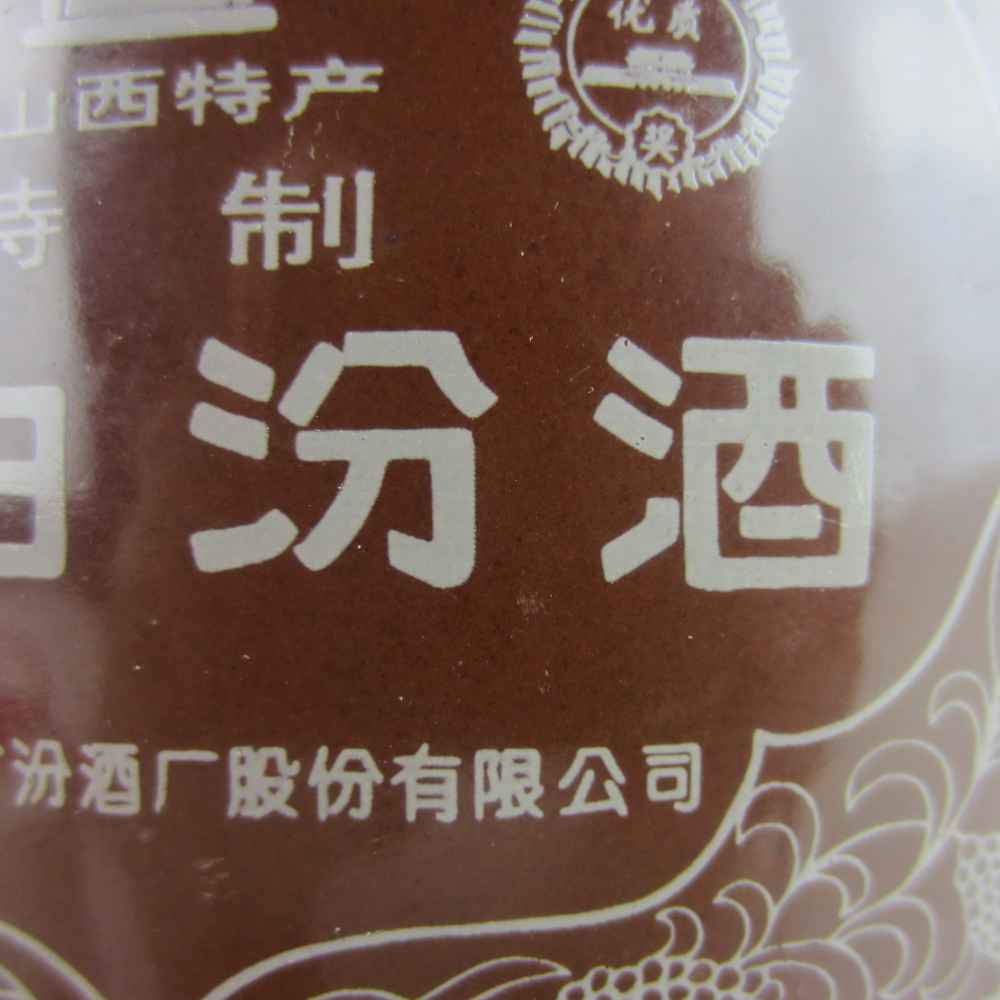 优质
奖
山西特产
制
汾酒
汾酒厂股份有限公司